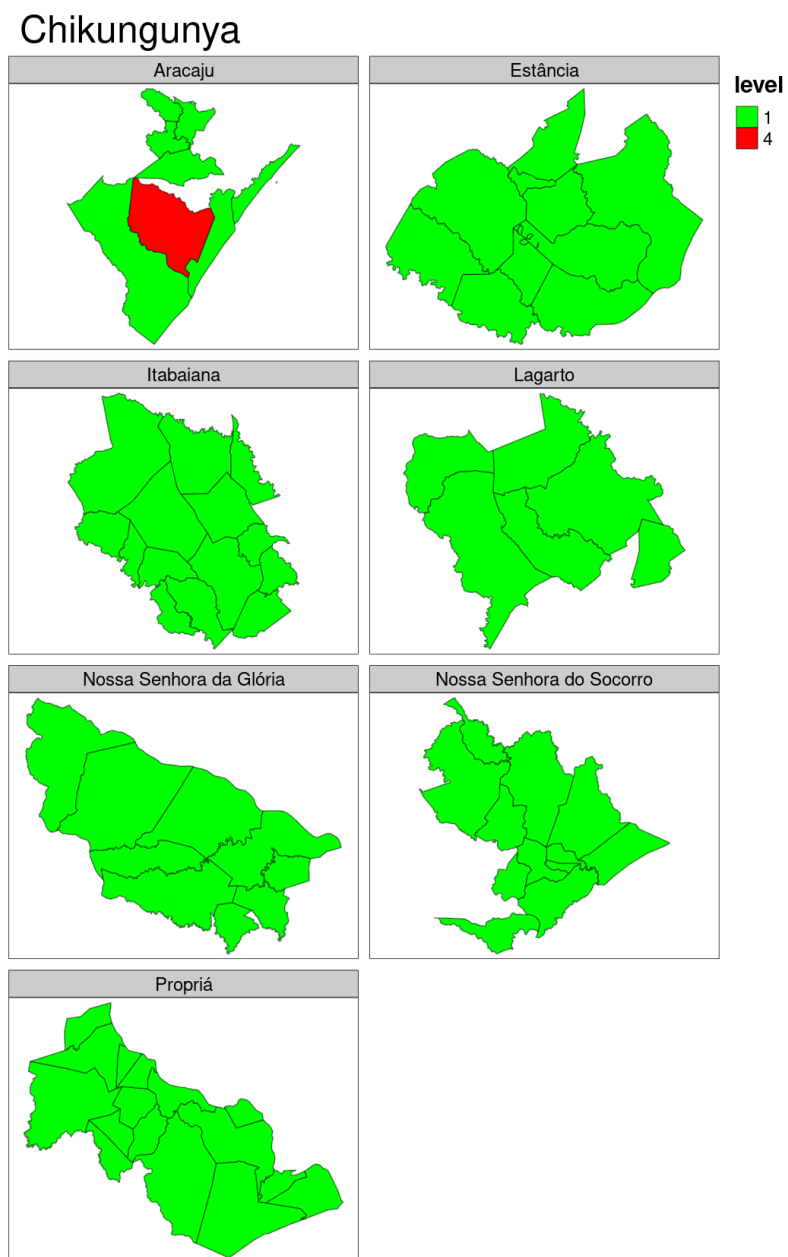 Chikungunya
Aracaju
Estância
level
1
4
Itabaiana
Lagarto
Nossa Senhora da Glória
Nossa Senhora do Socorro
Propriá